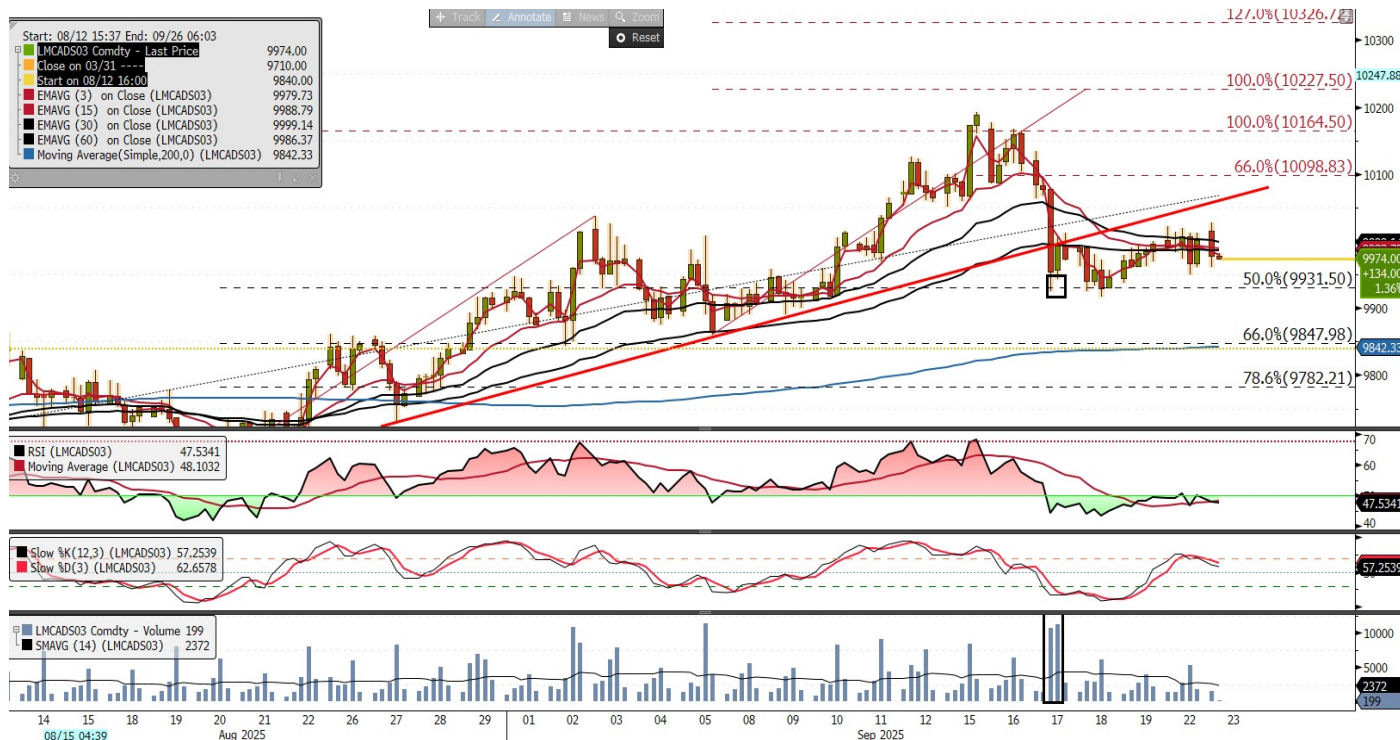 Track Annotate News Zoom
Reset
Start: 08/12 15:37 End: 09/26 06:03
LMCADS03 Comdty - Last Price 9974.00
Close on 03/31 ---- 9710.00
Start on 08/12 16:00 9840.00
EMAVG (3) on Close (LMCADS03) 9979.73
EMAVG (15) on Close (LMCADS03) 9988.79
EMAVG (30) on Close (LMCADS03) 9999.14
EMAVG (60) on Close (LMCADS03) 9986.37
Moving Average(Simple,200,0) (LMCADS03) 9842.33
127.0%(10326.72)
10300
10247.88
100.0%(10227.50)
10200
100.0%(10164.50)
66.0%(10098.83)
10100
9974.00
+134.00
1.36%
50.0%(9931.50)
9900
66.0%(9847.98)
9842.33
78.6%(9782.21)
9800
RSI (LMCADS03) 47.5341
Moving Average (LMCADS03) 48.1032
70
60
47.5341
40
Slow %K(12,3) (LMCADS03) 57.2539
Slow %D(3) (LMCADS03) 62.6578
57.2539
LMCADS03 Comdty - Volume 199
SMAVG (14) (LMCADS03) 2372
10000
5000
2372
199
14 15 18 19 20 21 22 26 27 28 29 01 02 03 04 05 08 09 10 11 12 15 16 17 18 19 22 23
08/15 04:39 Aug 2025 Sep 2025